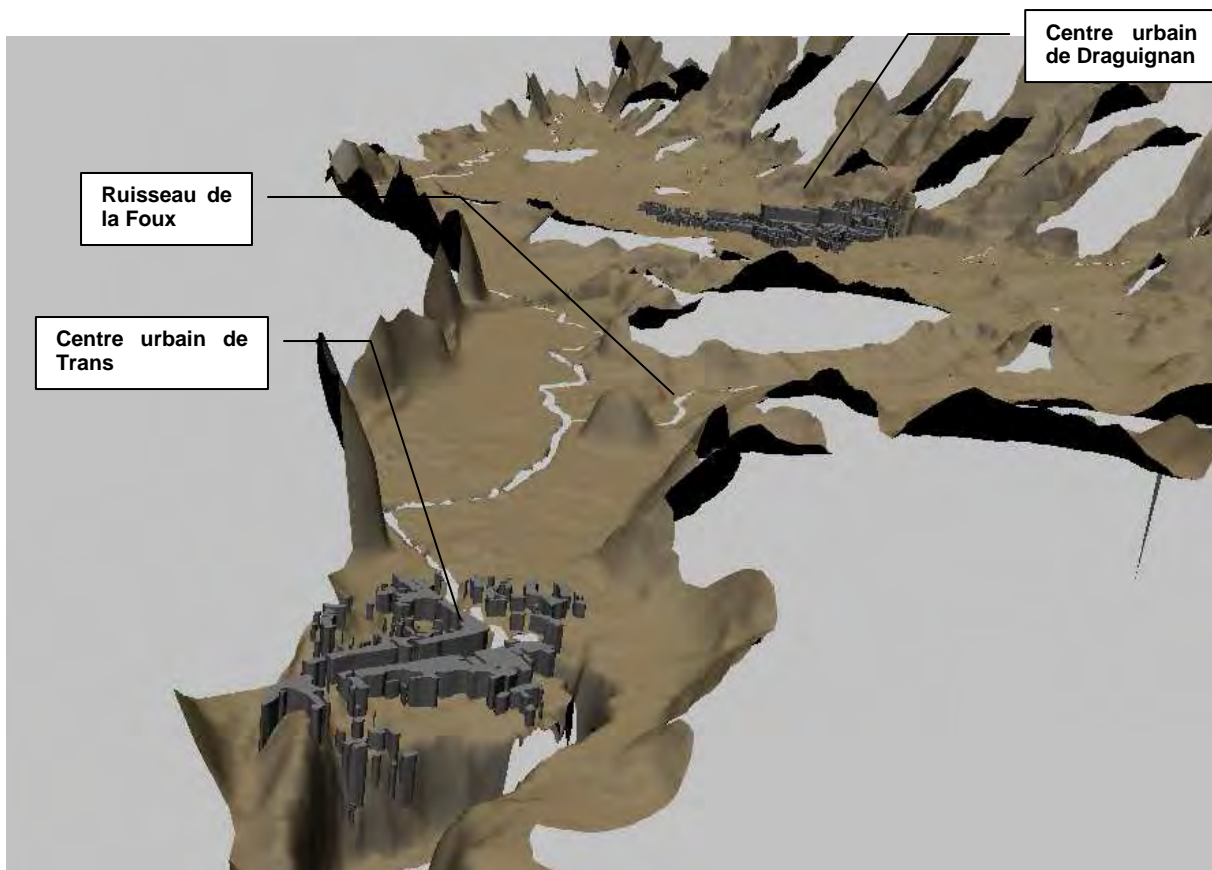 Centre urbain
de Draguignan
Ruisseau de
la Foux
Centre urbain de
Trans